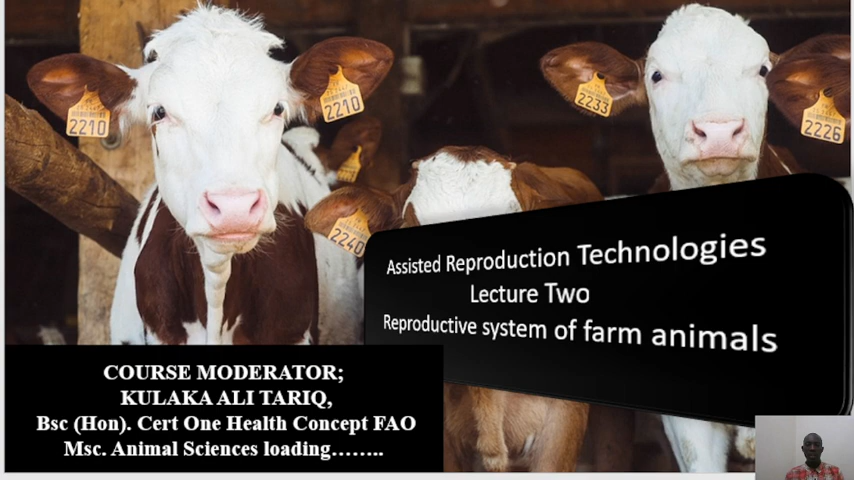 2210
2210
2233
2226
2240
Assisted Reproduction Technologies
Lecture Two
Reproductive system of farm animals
COURSE MODERATOR;
KULAKA ALI TARIQ,
Bsc (Hon). Cert One Health Concept FAO
Msc. Animal Sciences loading……..